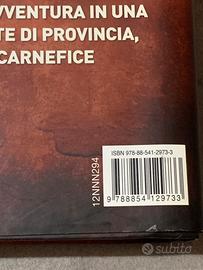 VVENTURA IN UNA
TE DI PROVINCIA,
CARNEFICE
ISBN 978-88-541-2973-3
12NNN294
9 788854 129733
subito